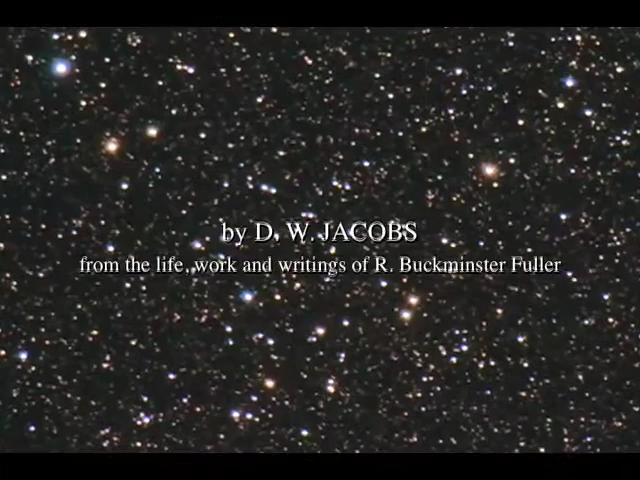 by D. W. JACOBS
from the life, work and writings of R. Buckminster Fuller